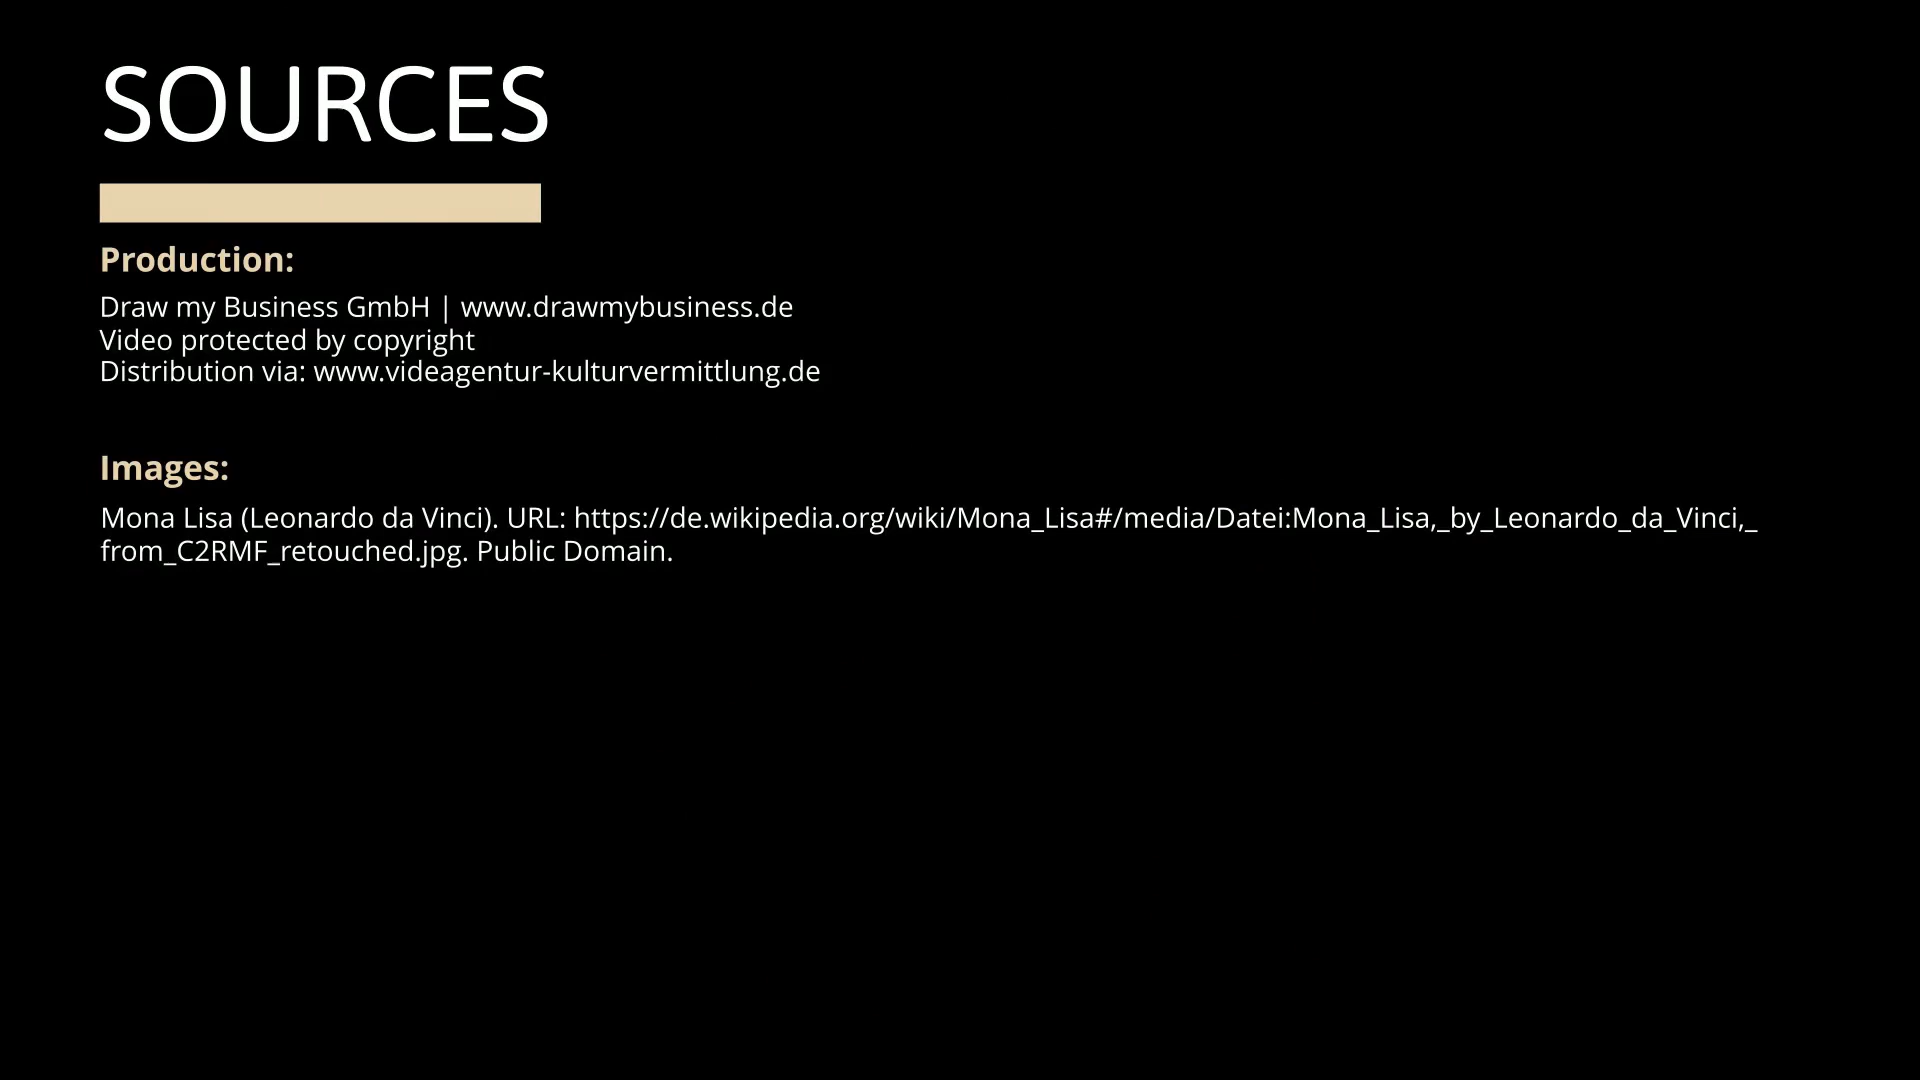 SOURCES
Production:
Draw my Business GmbH | www.drawmybusiness.de
Video protected by copyright
Distribution via: www.videagentur-kulturvermittlung.de
Images:
Mona Lisa (Leonardo da Vinci). URL: https://de.wikipedia.org/wiki/Mona_Lisa#/media/Datei:Mona_Lisa,_by_Leonardo_da_Vinci,_
from_C2RMF_retouched.jpg. Public Domain.